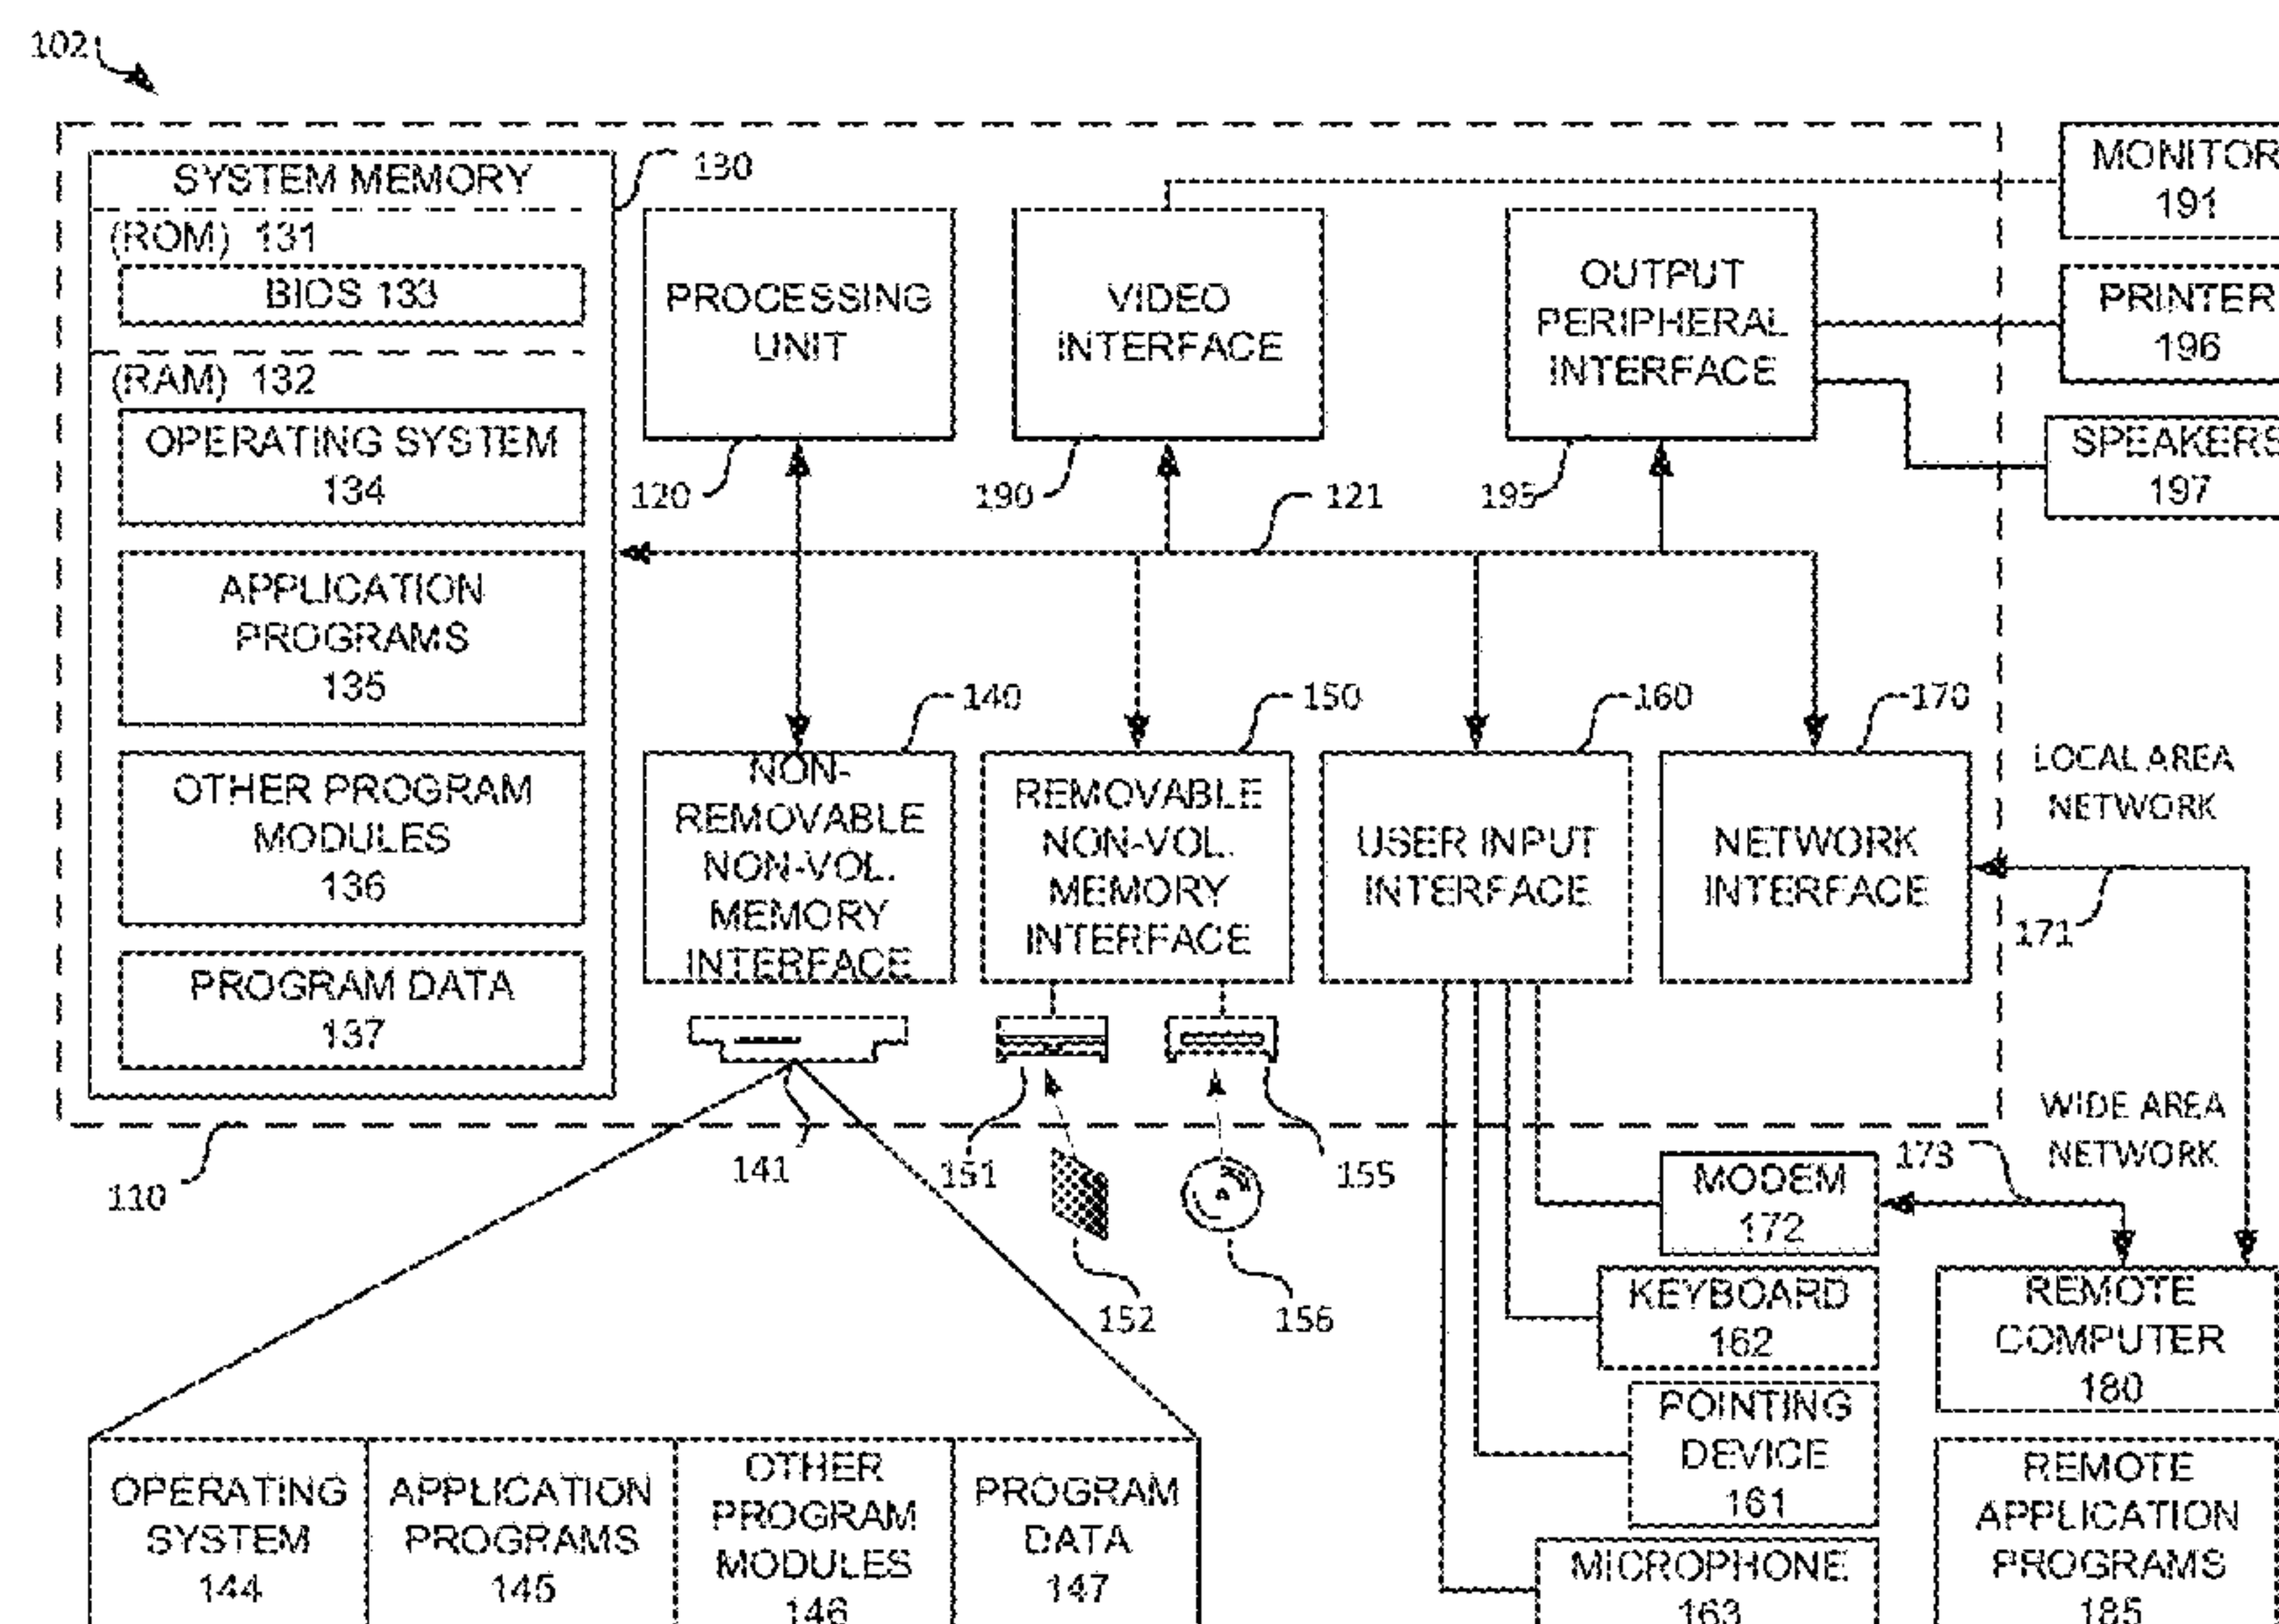 102
SYSTEM MEMORY
130
(ROM) 131
BIOS 133
(RAM) 132
OPERATING SYSTEM
134
APPLICATION
PROGRAMS
135
OTHER PROGRAM
MODULES
136
PROGRAM DATA
137
110
PROCESSING
UNIT
120
VIDEO
INTERFACE
190
121
OUTPUT
PERIPHERAL
INTERFACE
195
MONITOR
191
PRINTER
196
SPEAKERS
197
140
NON-
REMOVABLE
NON-VOL.
MEMORY
INTERFACE
150
REMOVABLE
NON-VOL.
MEMORY
INTERFACE
160
USER INPUT
INTERFACE
170
NETWORK
INTERFACE
LOCAL AREA
NETWORK
171
141
151
152
155
156
WIDE AREA
NETWORK
173
MODEM
172
KEYBOARD
162
POINTING
DEVICE
161
MICROPHONE
163
REMOTE
COMPUTER
180
REMOTE
APPLICATION
PROGRAMS
185
OPERATING
SYSTEM
144
APPLICATION
PROGRAMS
145
OTHER
PROGRAM
MODULES
146
PROGRAM
DATA
147